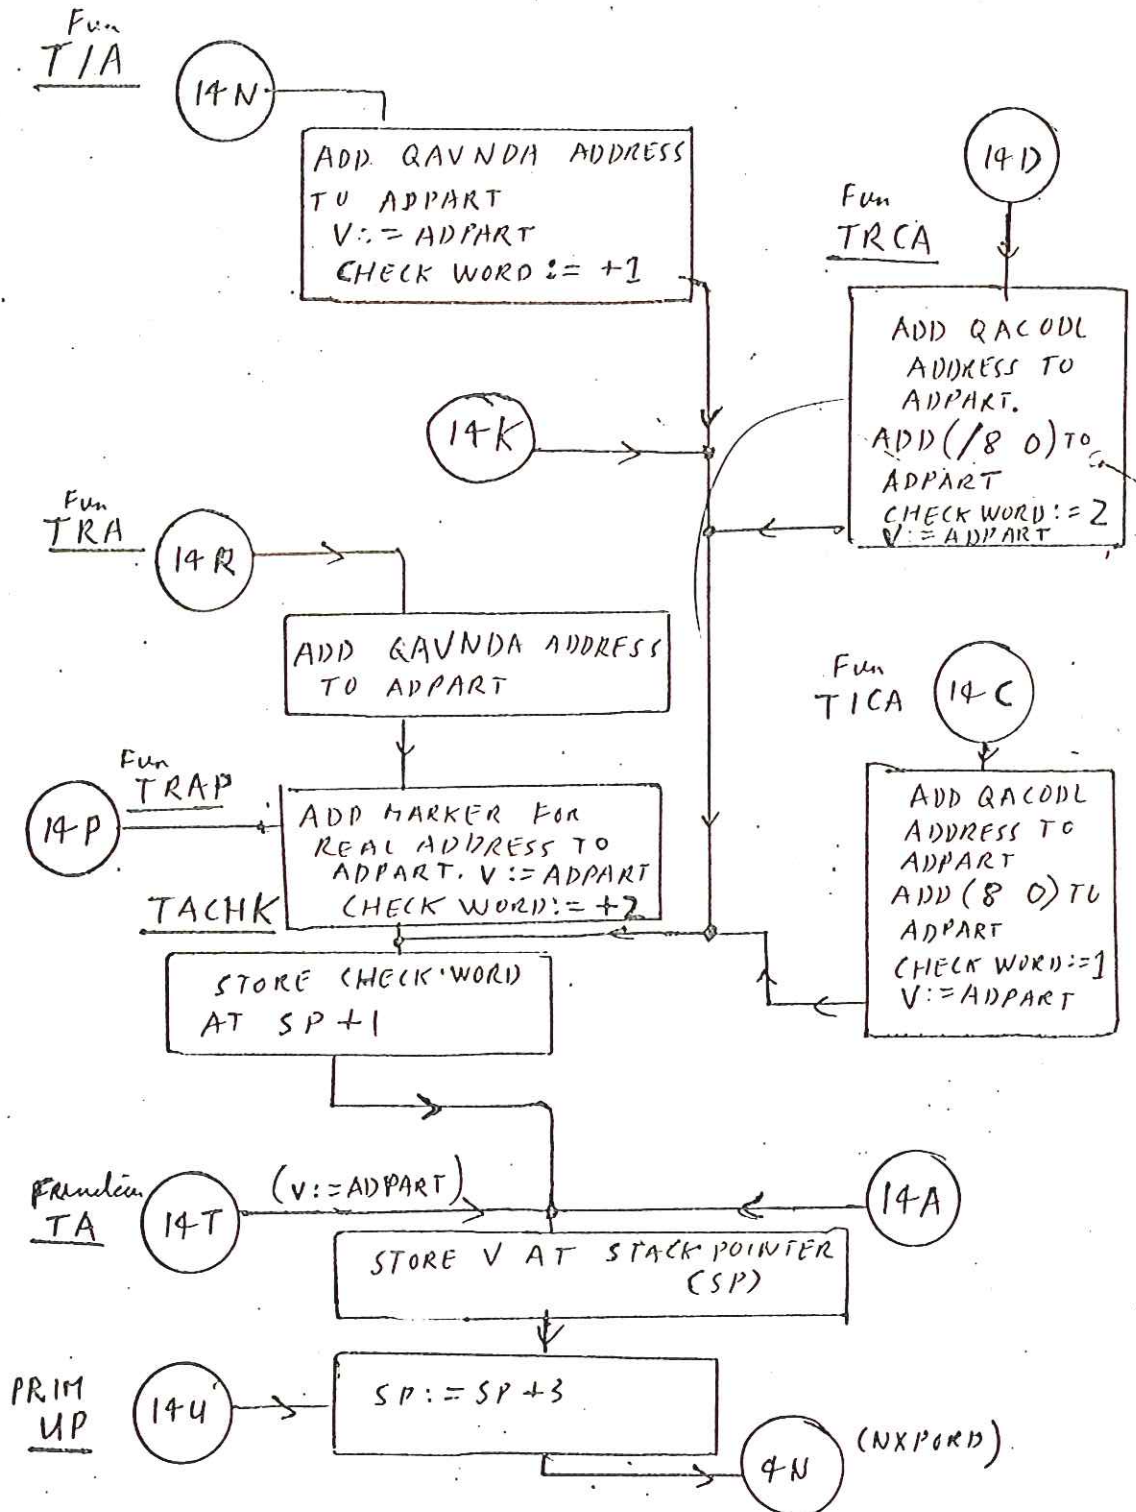 Fun
TIA
14N
ADD QAVNDA ADDRESS
TO ADPART
V:= ADPART
CHECK WORD := +1
14D
Fun
TRCA
ADD QACODL
ADDRESS TO
ADPART.
ADD (/8 0) TO
ADPART
CHECK WORD := 2
V:= ADPART
14K
Fun
TRA
14R
ADD QAVNDA ADDRESS
TO ADPART
Fun
TICA
14C
ADD QACODL
ADDRESS TO
ADPART
ADD (8 0) TO
ADPART
CHECK WORD:=1
V:= ADPART
Fun
TRAP
14P
ADD MARKER FOR
REAL ADDRESS TO
ADPART. V:= ADPART
CHECK WORD:= +2
TACHK
STORE CHECK WORD
AT SP +1
Function
TA
14T
(V:= ADPART)
14A
STORE V AT STACK POINTER
(SP)
PRIM
UP
14U
SP:= SP +3
4N
(NXPORD)